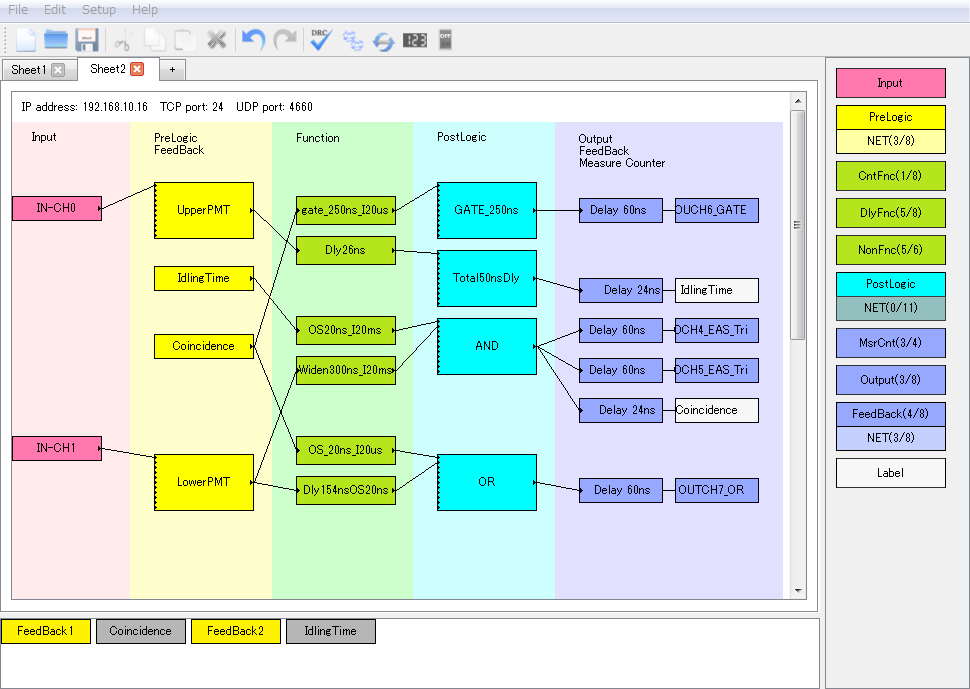 File Edit Setup Help
DRC 123 OFF
Sheet1 Sheet2 +
IP address: 192.168.10.16 TCP port: 24 UDP port: 4660
Input
PreLogic
FeedBack
Function
PostLogic
Output
FeedBack
Measure Counter
IN-CH0
IN-CH1
UpperPMT
IdlingTime
Coincidence
LowerPMT
gate_250ns_I20us
Dly26ns
OS20ns_I20ms
Widen300ns_I20ms
OS_20ns_I20us
Dly154nsOS20ns
GATE_250ns
Total50nsDly
AND
OR
Delay 60ns OUCH6_GATE
Delay 24ns IdlingTime
Delay 60ns OCH4_EAS_Tri
Delay 60ns OCH5_EAS_Tri
Delay 24ns Coincidence
Delay 60ns OUTCH7_OR
Input
PreLogic
NET(3/8)
CntFnc(1/8)
DlyFnc(5/8)
NonFnc(5/6)
PostLogic
NET(0/11)
MsrCnt(3/4)
Output(3/8)
FeedBack(4/8)
NET(3/8)
Label
FeedBack1 Coincidence FeedBack2 IdlingTime